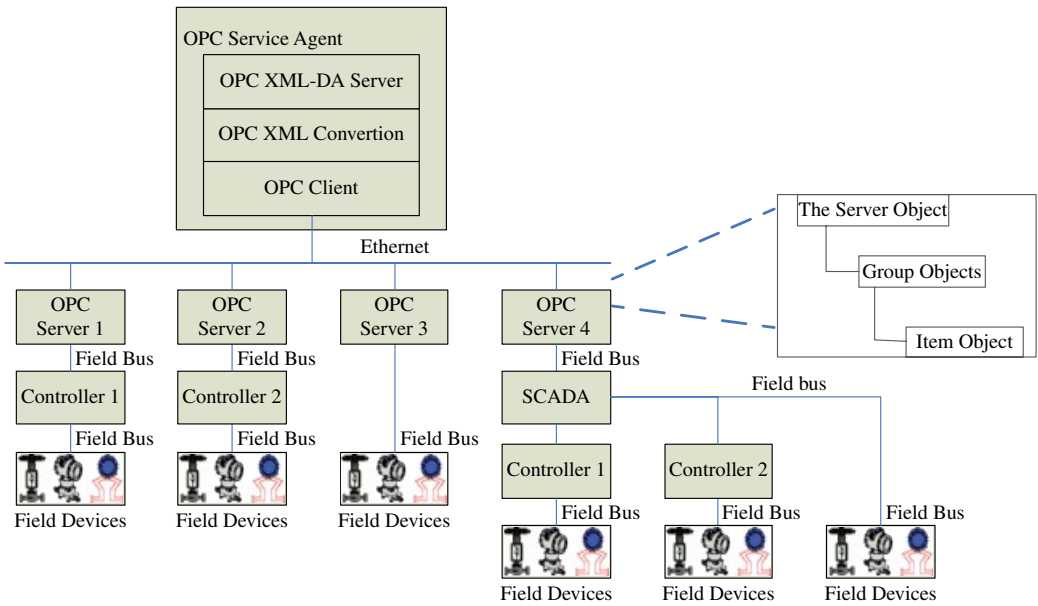 OPC Service Agent
OPC XML-DA Server
OPC XML Convertion
OPC Client
Ethernet
The Server Object
Group Objects
Item Object
OPC
Server 1
OPC
Server 2
OPC
Server 3
OPC
Server 4
Field Bus
Field Bus
Field Bus
Controller 1
Controller 2
SCADA
Field bus
Field Bus
Field Bus
Field Bus
Controller 1
Controller 2
Field Devices
Field Devices
Field Devices
Field Bus
Field Bus
Field Bus
Field Devices
Field Devices
Field Devices